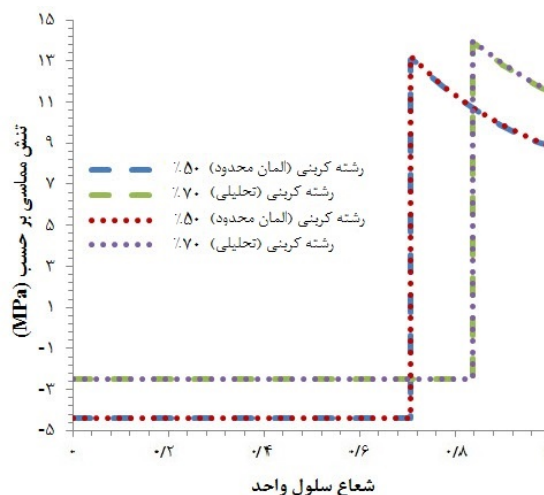 ۱۵
۱۳
۱۱
۹
۷
۵
۳
۱
-۱
-۳
-۵
تنش مماسی بر حسب (MPa)
رشته کربنی (المان محدود) ۵۰٪
رشته کربنی (تحلیلی) ۷۰٪
رشته کربنی (المان محدود) ۵۰٪
رشته کربنی (تحلیلی) ۷۰٪
۰ ۰/۲ ۰/۴ ۰/۶ ۰/۸
شعاع سلول واحد